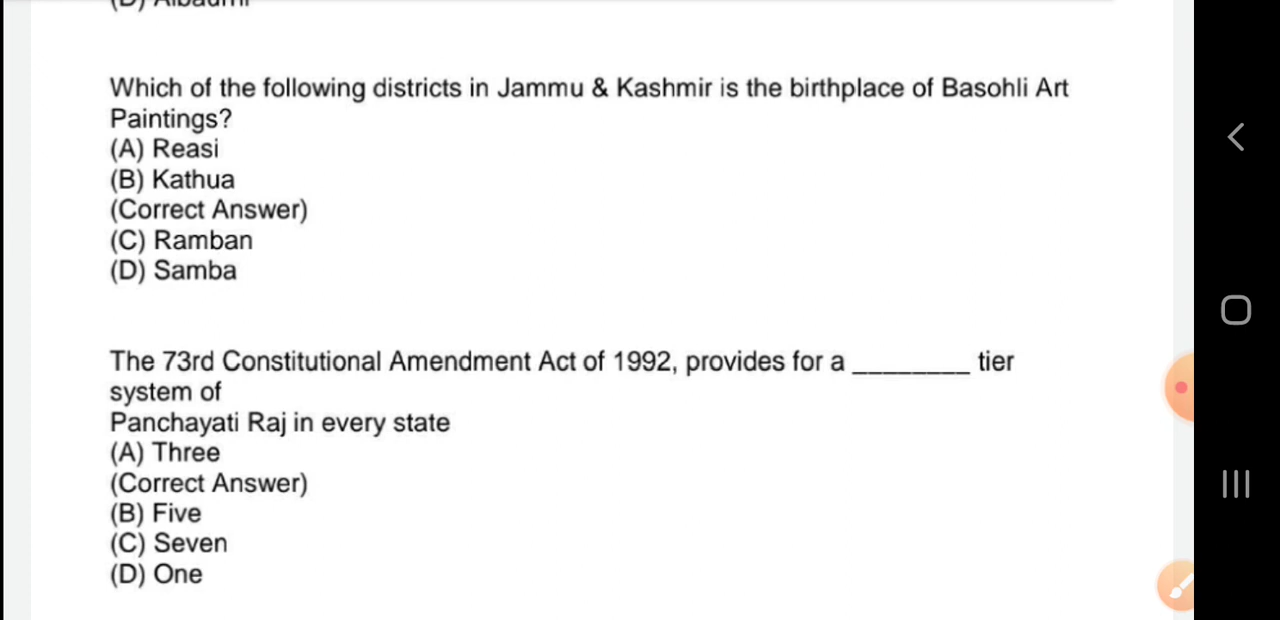 Which of the following districts in Jammu & Kashmir is the birthplace of Basohli Art
Paintings?
(A) Reasi
(B) Kathua
(Correct Answer)
(C) Ramban
(D) Samba
The 73rd Constitutional Amendment Act of 1992, provides for a ________ tier
system of
Panchayati Raj in every state
(A) Three
(Correct Answer)
(B) Five
(C) Seven
(D) One